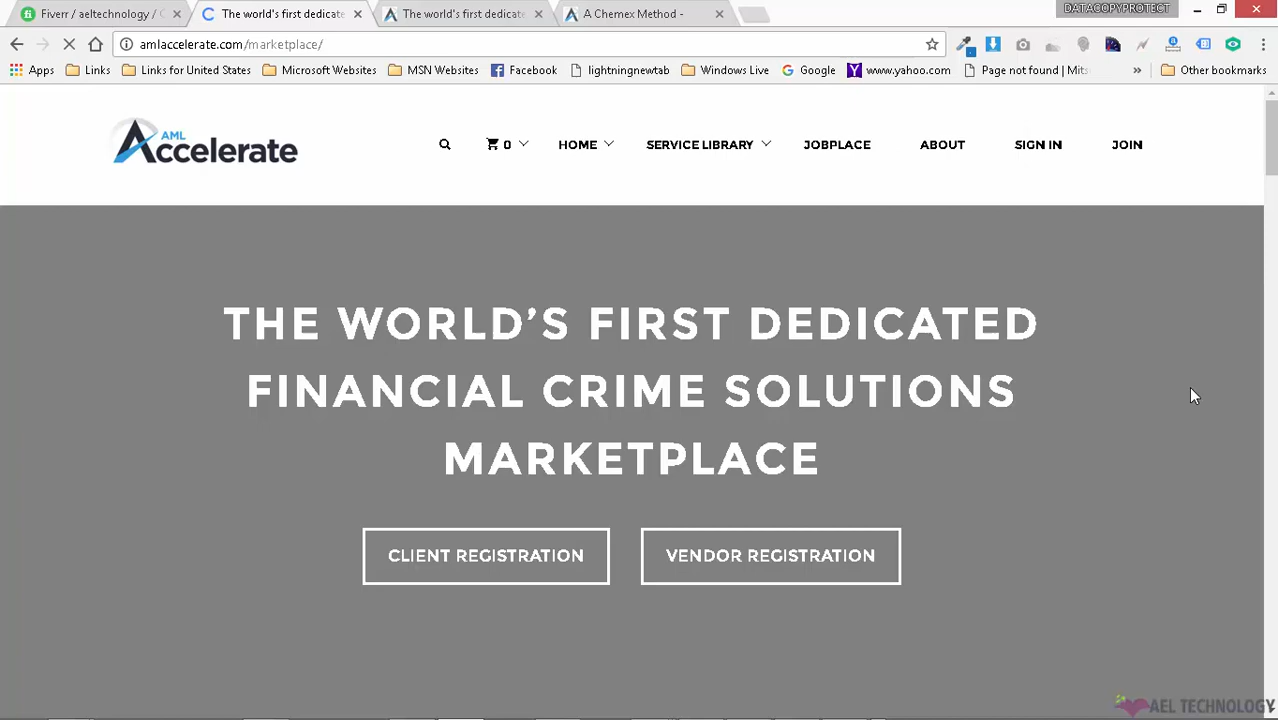 Fiverr / aeltechnology / C
The world's first dedicate
The world's first dedicate
A Chemex Method -
DATACOPYPROTECT
amlaccelerate.com/marketplace/
Apps Links Links for United States Microsoft Websites MSN Websites Facebook lightningnewtab Windows Live Google www.yahoo.com Page not found | Mits » Other bookmarks
AML
Accelerate
0 HOME SERVICE LIBRARY JOBPLACE ABOUT SIGN IN JOIN
THE WORLD'S FIRST DEDICATED
FINANCIAL CRIME SOLUTIONS
MARKETPLACE
CLIENT REGISTRATION VENDOR REGISTRATION
AEL TECHNOLOGY